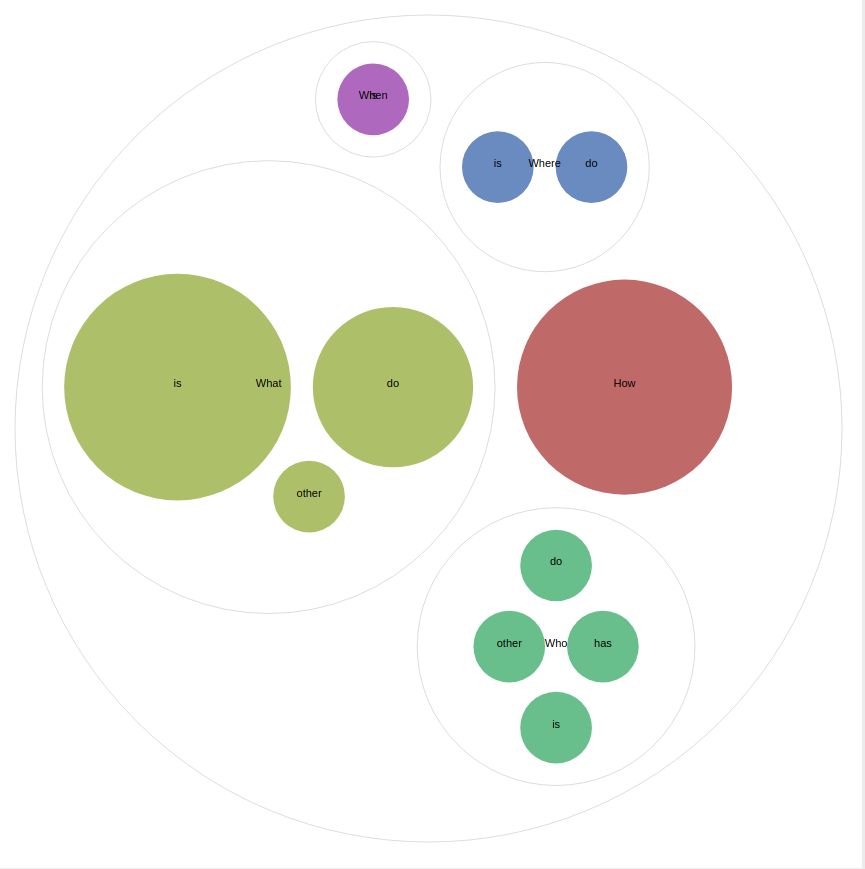 When
is
is
Where
do
is
What
do
How
other
do
other
Who
has
is